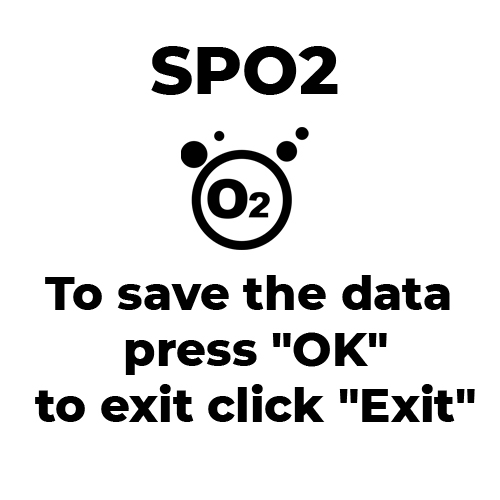 SPO2
O2
To save the data
press "OK"
to exit click "Exit"